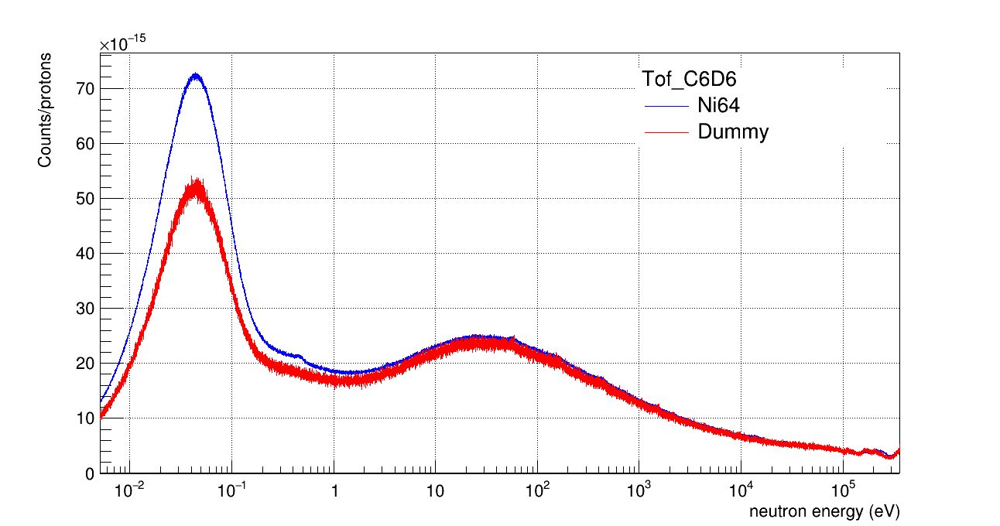 ×10⁻¹⁵
Counts/protons
Tof_C6D6
Ni64
Dummy
70
60
50
40
30
20
10
0
10⁻² 10⁻¹ 1 10 10² 10³ 10⁴ 10⁵
neutron energy (eV)